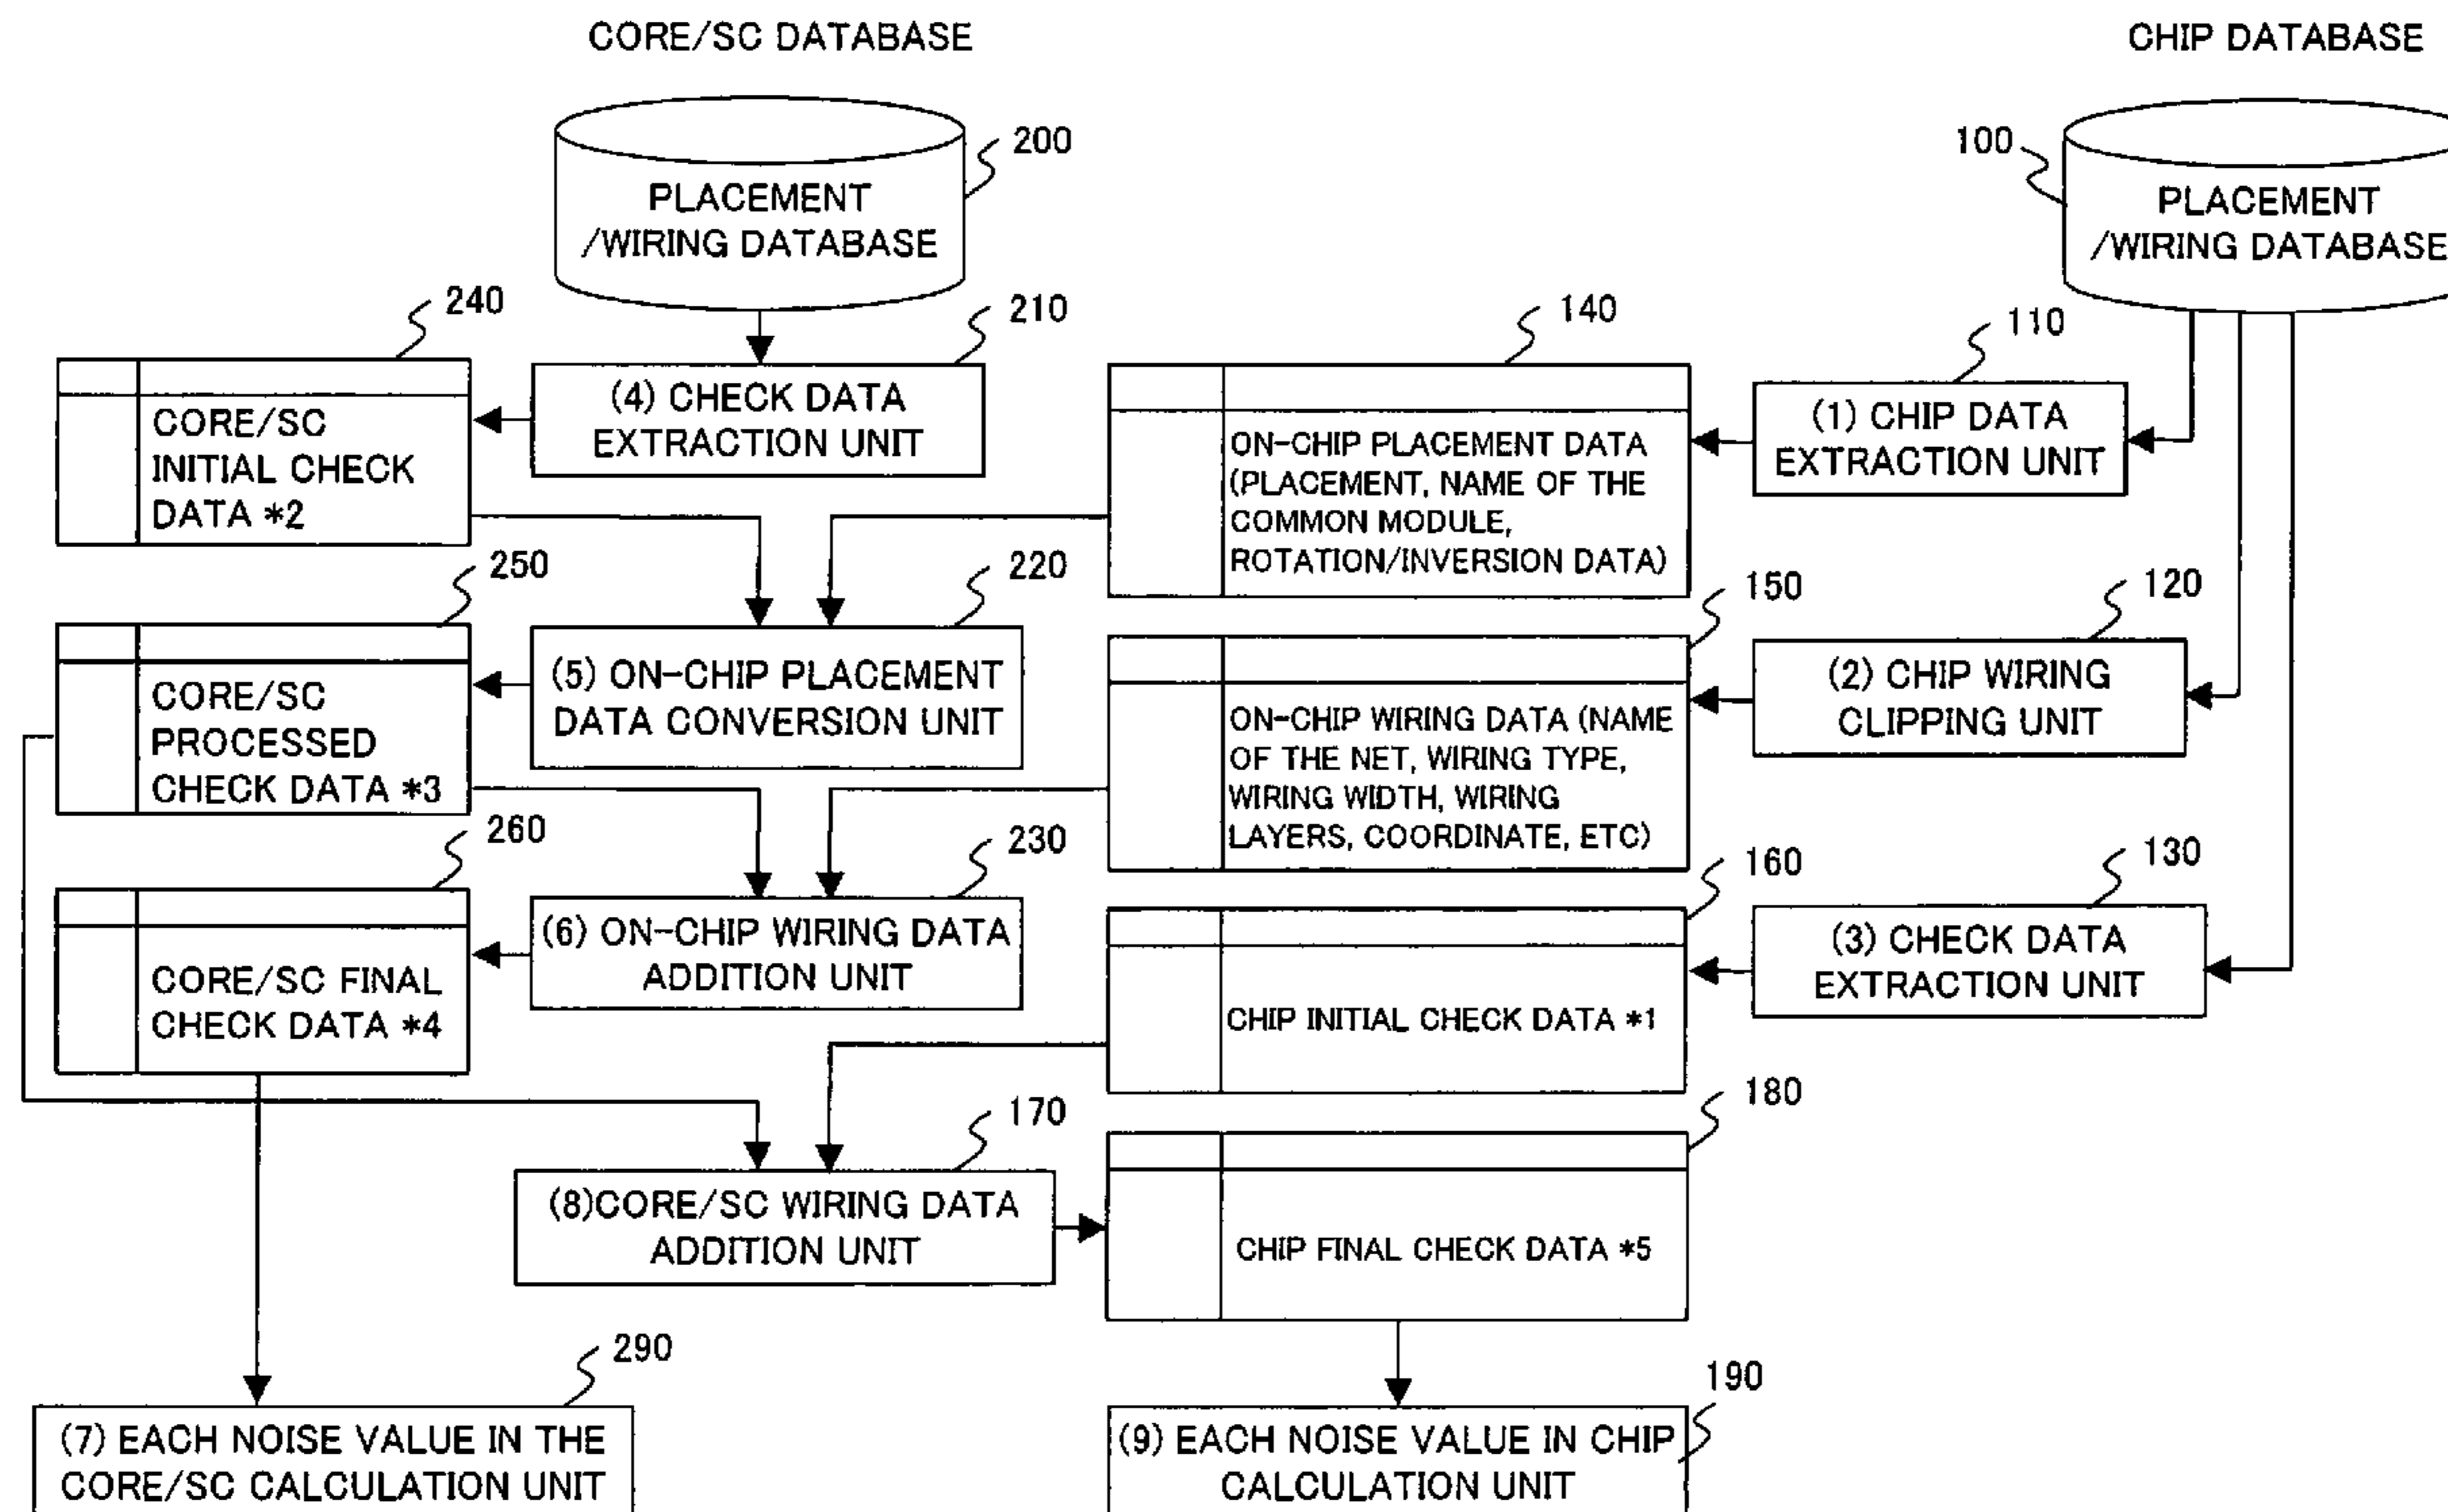 CORE/SC DATABASE
CHIP DATABASE
200
PLACEMENT
/WIRING DATABASE
100
PLACEMENT
/WIRING DATABASE
240
210
140
110
CORE/SC
INITIAL CHECK
DATA *2
(4) CHECK DATA
EXTRACTION UNIT
ON-CHIP PLACEMENT DATA
(PLACEMENT, NAME OF THE
COMMON MODULE,
ROTATION/INVERSION DATA)
(1) CHIP DATA
EXTRACTION UNIT
250
220
150
120
CORE/SC
PROCESSED
CHECK DATA *3
(5) ON-CHIP PLACEMENT
DATA CONVERSION UNIT
ON-CHIP WIRING DATA (NAME
OF THE NET, WIRING TYPE,
WIRING WIDTH, WIRING
LAYERS, COORDINATE, ETC)
(2) CHIP WIRING
CLIPPING UNIT
260
230
160
130
CORE/SC FINAL
CHECK DATA *4
(6) ON-CHIP WIRING DATA
ADDITION UNIT
CHIP INITIAL CHECK DATA *1
(3) CHECK DATA
EXTRACTION UNIT
170
180
(8)CORE/SC WIRING DATA
ADDITION UNIT
CHIP FINAL CHECK DATA *5
290
190
(7) EACH NOISE VALUE IN THE
CORE/SC CALCULATION UNIT
(9) EACH NOISE VALUE IN CHIP
CALCULATION UNIT